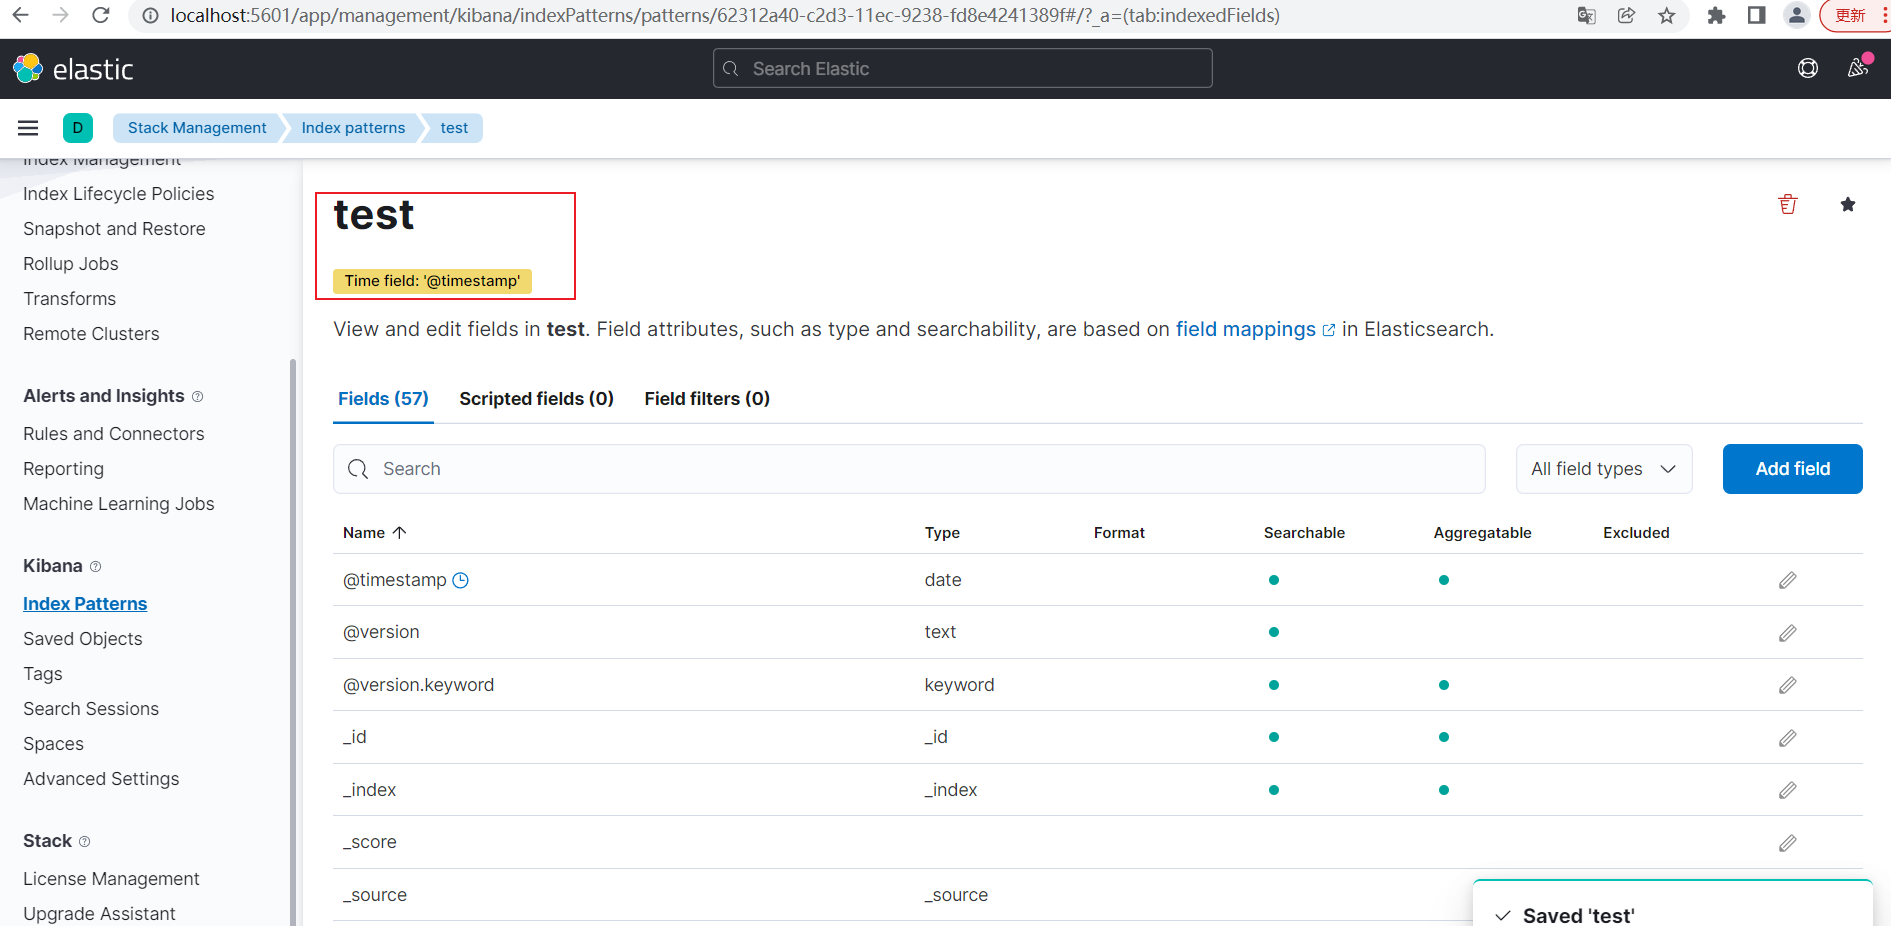 localhost:5601/app/management/kibana/indexPatterns/patterns/62312a40-c2d3-11ec-9238-fd8e4241389f#/?_a=(tab:indexedFields)
更新
elastic
Search Elastic
D
Stack Management
Index patterns
test
Index Management
Index Lifecycle Policies
Snapshot and Restore
Rollup Jobs
Transforms
Remote Clusters
Alerts and Insights
Rules and Connectors
Reporting
Machine Learning Jobs
Kibana
Index Patterns
Saved Objects
Tags
Search Sessions
Spaces
Advanced Settings
Stack
License Management
Upgrade Assistant
test
Time field: '@timestamp'
View and edit fields in test. Field attributes, such as type and searchability, are based on field mappings in Elasticsearch.
Fields (57) Scripted fields (0) Field filters (0)
Search
All field types
Add field
Name Type Format Searchable Aggregatable Excluded
@timestamp date
@version text
@version.keyword keyword
_id _id
_index _index
_score
_source _source
Saved 'test'